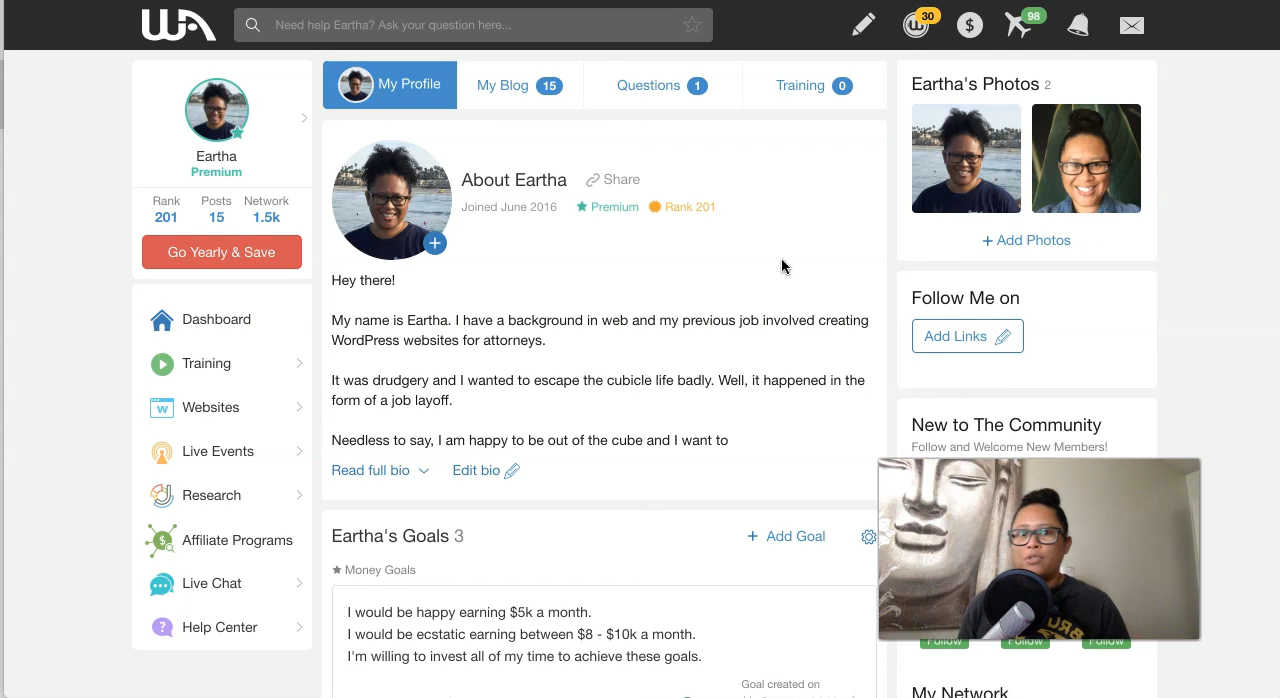 WA
Need help Eartha? Ask your question here...
30
$
98
Eartha
Premium
Rank
Posts
Network
201
15
1.5k
Go Yearly & Save
Dashboard
Training
W
Websites
Live Events
Research
$
Affiliate Programs
Live Chat
?
Help Center
My Profile
My Blog 15
Questions 1
Training 0
About Eartha
Share
Joined June 2016
Premium
Rank 201
Hey there!
My name is Eartha. I have a background in web and my previous job involved creating
WordPress websites for attorneys.
It was drudgery and I wanted to escape the cubicle life badly. Well, it happened in the
form of a job layoff.
Needless to say, I am happy to be out of the cube and I want to
Read full bio
Edit bio
Eartha's Goals 3
+ Add Goal
Money Goals
I would be happy earning $5k a month.
I would be ecstatic earning between $8 - $10k a month.
I'm willing to invest all of my time to achieve these goals.
Goal created on
Eartha's Photos 2
+ Add Photos
Follow Me on
Add Links
New to The Community
Follow and Welcome New Members!
Follow
Follow
Follow
My Network